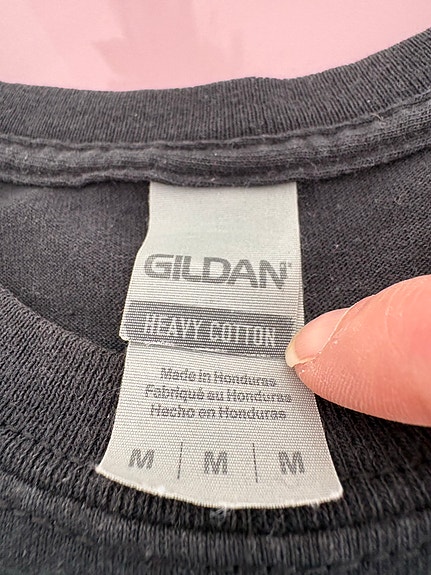 GILDAN
HEAVY COTTON
Made in Honduras
Fabriqué au Honduras
Hecho en Honduras
M | M | M